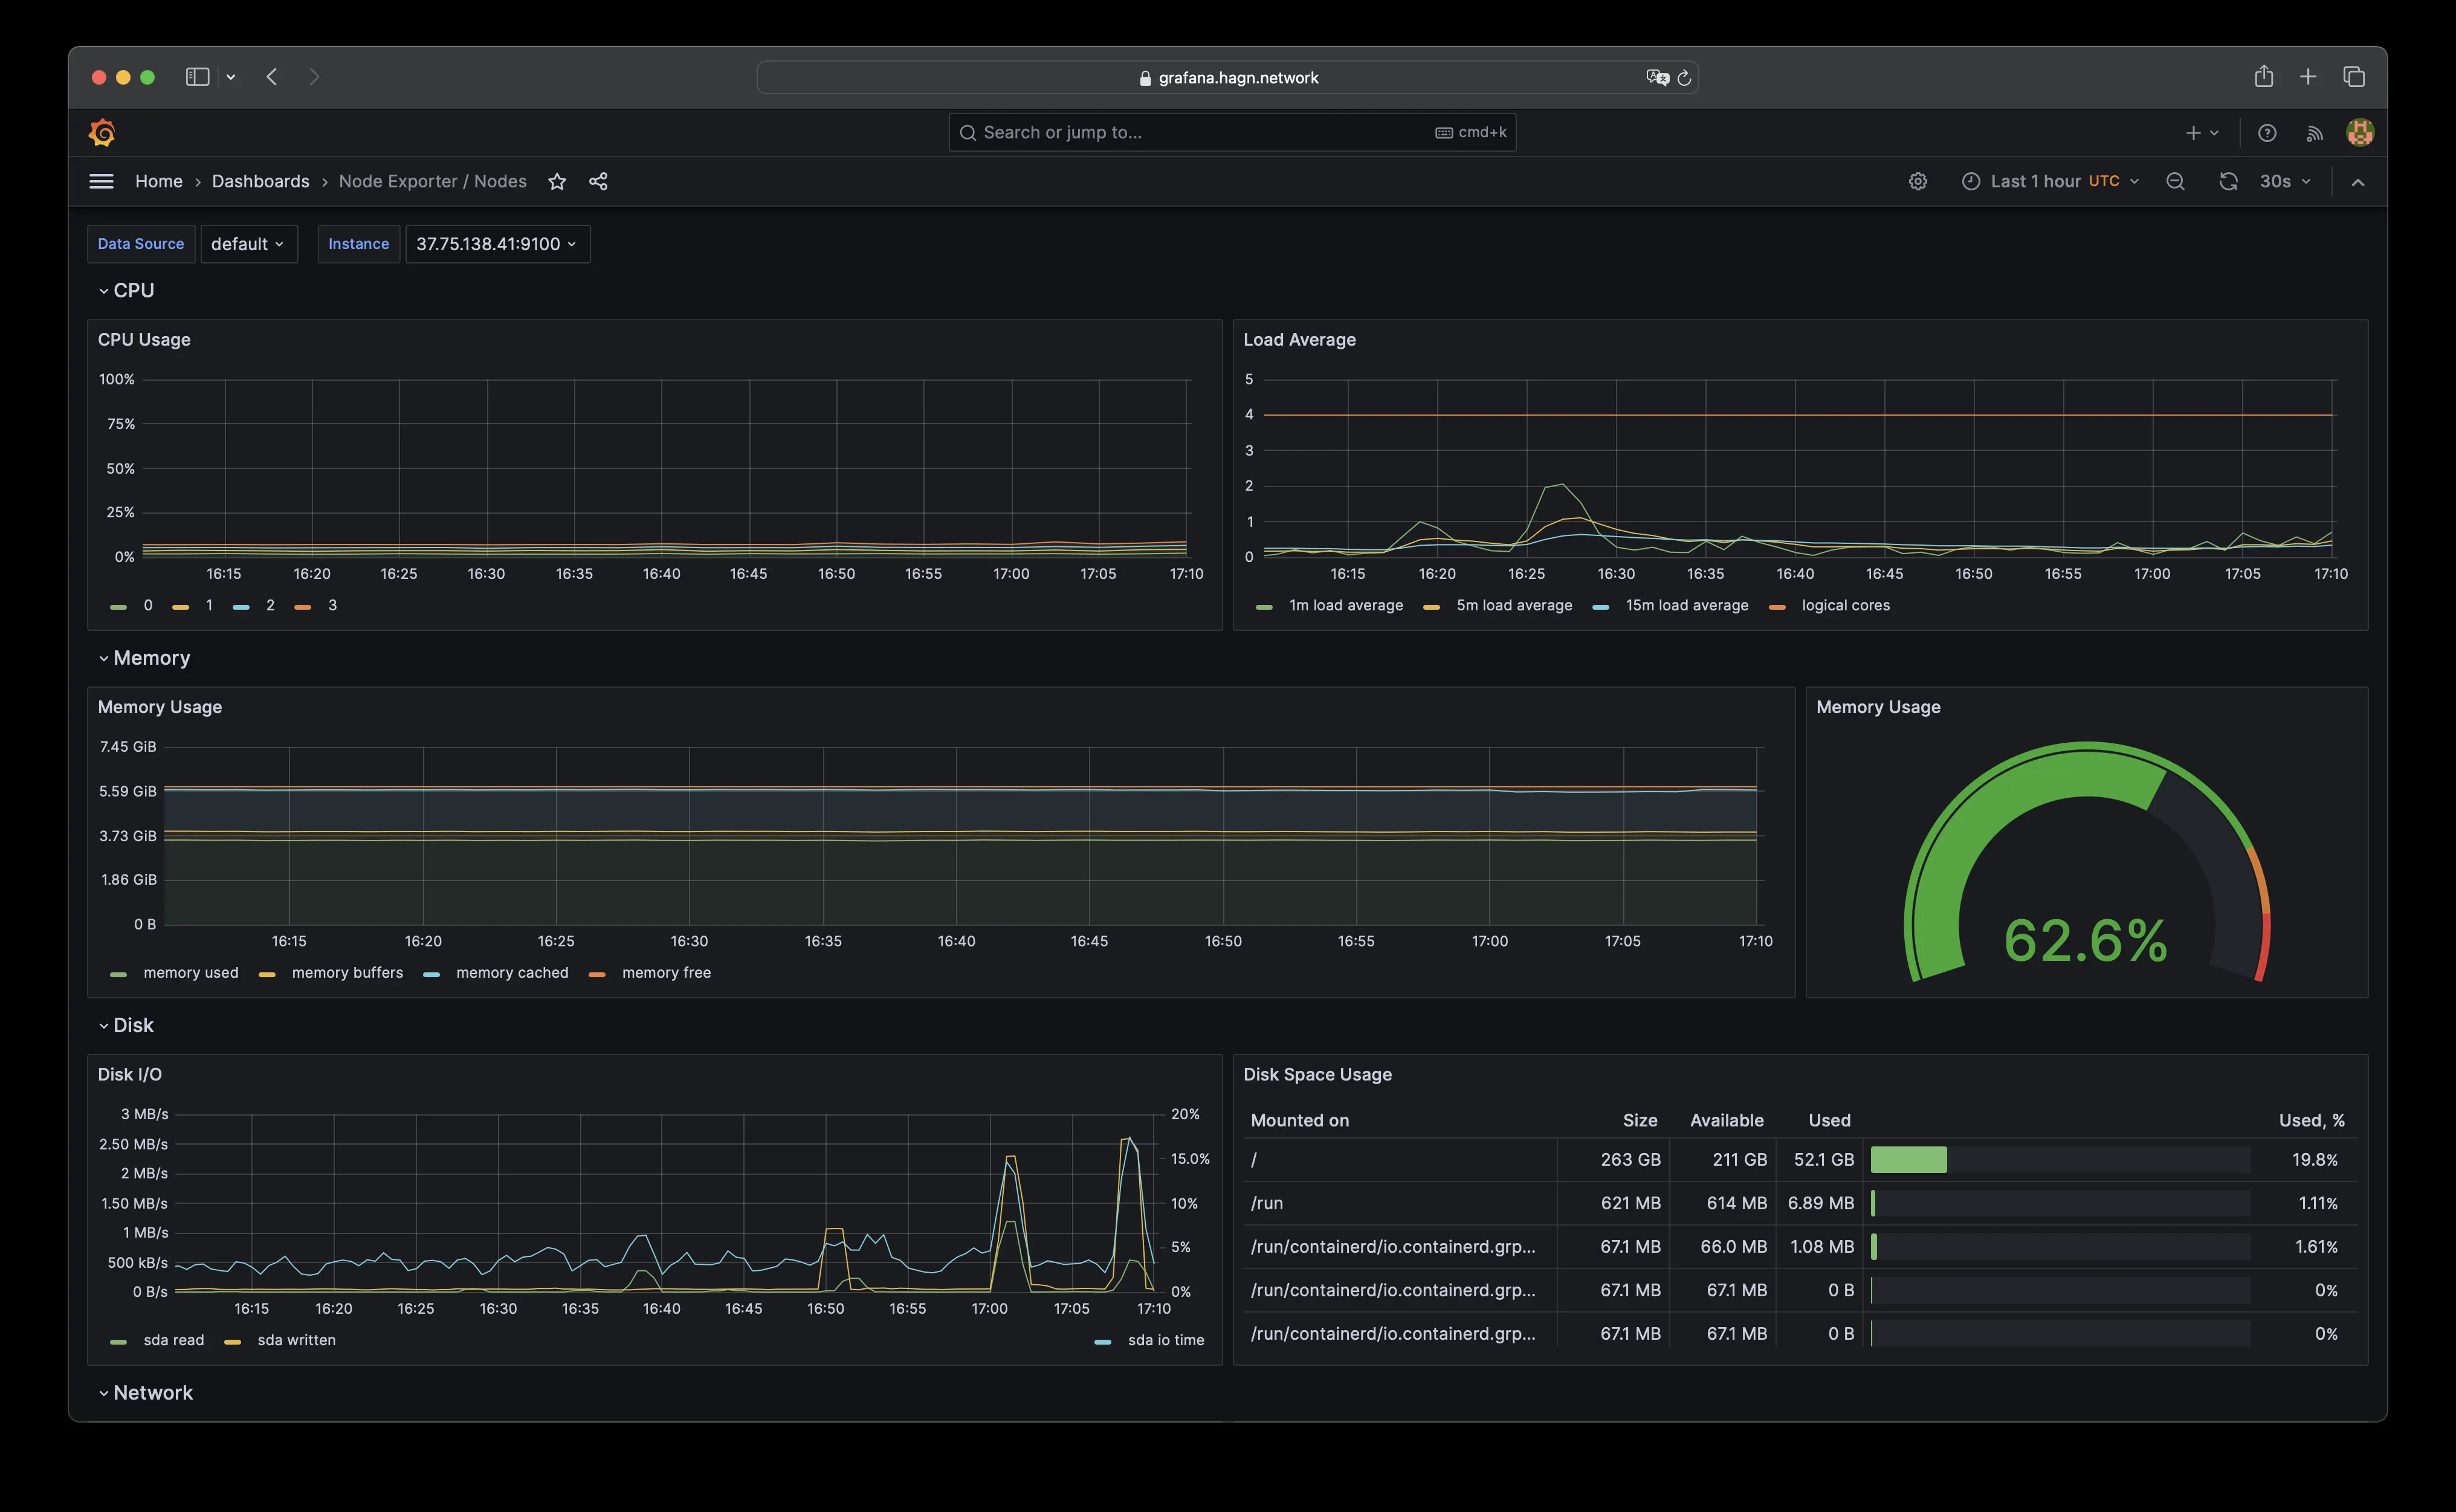 grafana.hagn.network
Search or jump to... cmd+k
Home › Dashboards › Node Exporter / Nodes
Last 1 hour UTC 30s
Data Source default Instance 37.75.138.41:9100
CPU
CPU Usage
100%
75%
50%
25%
0%
16:15 16:20 16:25 16:30 16:35 16:40 16:45 16:50 16:55 17:00 17:05 17:10
0 1 2 3
Load Average
5
4
3
2
1
0
16:15 16:20 16:25 16:30 16:35 16:40 16:45 16:50 16:55 17:00 17:05 17:10
1m load average 5m load average 15m load average logical cores
Memory
Memory Usage
7.45 GiB
5.59 GiB
3.73 GiB
1.86 GiB
0 B
16:15 16:20 16:25 16:30 16:35 16:40 16:45 16:50 16:55 17:00 17:05 17:10
memory used memory buffers memory cached memory free
Memory Usage
62.6%
Disk
Disk I/O
3 MB/s 20%
2.50 MB/s
2 MB/s 15.0%
1.50 MB/s 10%
1 MB/s
500 kB/s 5%
0 B/s 0%
16:15 16:20 16:25 16:30 16:35 16:40 16:45 16:50 16:55 17:00 17:05 17:10
sda read sda written sda io time
Disk Space Usage
Mounted on Size Available Used Used, %
/ 263 GB 211 GB 52.1 GB 19.8%
/run 621 MB 614 MB 6.89 MB 1.11%
/run/containerd/io.containerd.grp... 67.1 MB 66.0 MB 1.08 MB 1.61%
/run/containerd/io.containerd.grp... 67.1 MB 67.1 MB 0 B 0%
/run/containerd/io.containerd.grp... 67.1 MB 67.1 MB 0 B 0%
Network